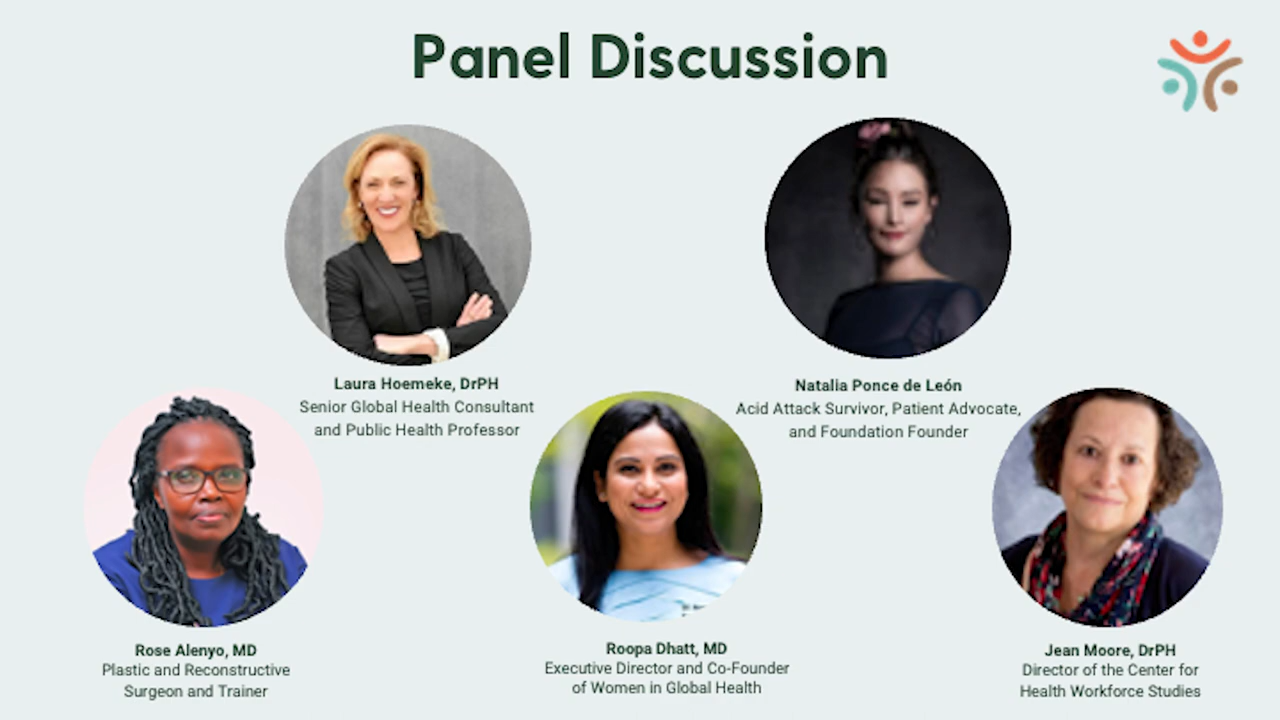 Panel Discussion
Laura Hoemeke, DrPH
Senior Global Health Consultant
and Public Health Professor
Natalia Ponce de León
Acid Attack Survivor, Patient Advocate,
and Foundation Founder
Rose Alenyo, MD
Plastic and Reconstructive
Surgeon and Trainer
Roopa Dhatt, MD
Executive Director and Co-Founder
of Women in Global Health
Jean Moore, DrPH
Director of the Center for
Health Workforce Studies